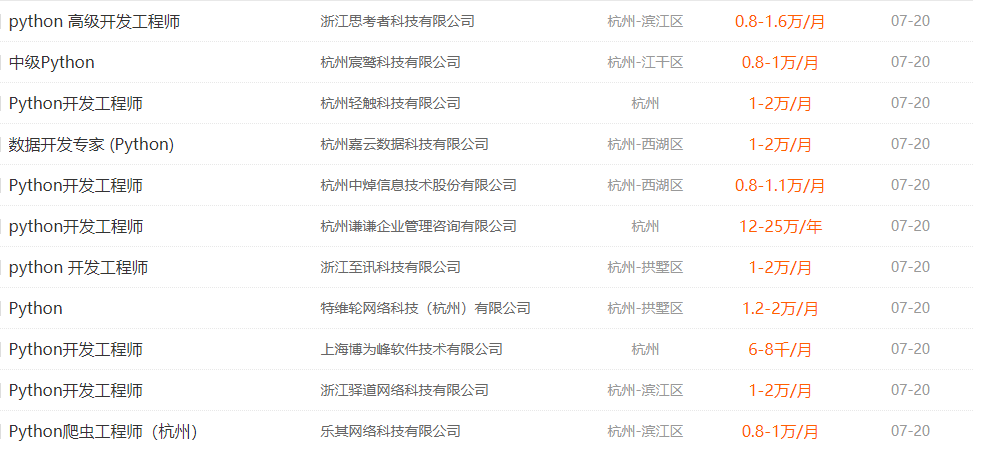 python 高级开发工程师 浙江思考者科技有限公司 杭州-滨江区 0.8-1.6万/月 07-20
中级Python 杭州宸鹜科技有限公司 杭州-江干区 0.8-1万/月 07-20
Python开发工程师 杭州轻触科技有限公司 杭州 1-2万/月 07-20
数据开发专家 (Python) 杭州嘉云数据科技有限公司 杭州-西湖区 1-2万/月 07-20
Python开发工程师 杭州中焯信息技术股份有限公司 杭州-西湖区 0.8-1.1万/月 07-20
python开发工程师 杭州谦谦企业管理咨询有限公司 杭州 12-25万/年 07-20
python 开发工程师 浙江至讯科技有限公司 杭州-拱墅区 1-2万/月 07-20
Python 特维轮网络科技（杭州）有限公司 杭州-拱墅区 1.2-2万/月 07-20
Python开发工程师 上海博为峰软件技术有限公司 杭州 6-8千/月 07-20
Python开发工程师 浙江驿道网络科技有限公司 杭州-滨江区 1-2万/月 07-20
Python爬虫工程师（杭州） 乐其网络科技有限公司 杭州-滨江区 0.8-1万/月 07-20